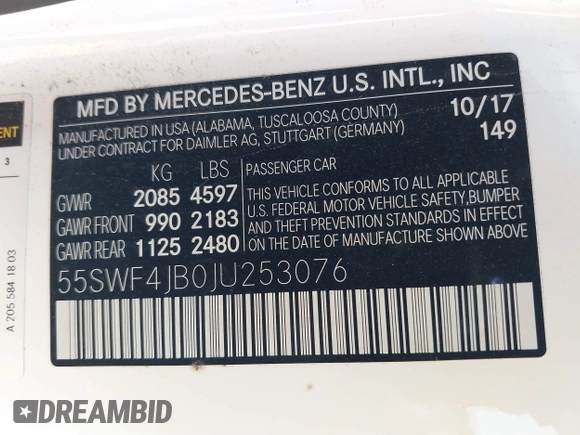 MFD BY MERCEDES-BENZ U.S. INTL., INC
MANUFACTURED IN USA (ALABAMA, TUSCALOOSA COUNTY) 10/17
UNDER CONTRACT FOR DAIMLER AG, STUTTGART (GERMANY) 149
KG LBS PASSENGER CAR
GVWR 2085 4597
GAWR FRONT 990 2183
GAWR REAR 1125 2480
THIS VEHICLE CONFORMS TO ALL APPLICABLE
U.S. FEDERAL MOTOR VEHICLE SAFETY,BUMPER
AND THEFT PREVENTION STANDARDS IN EFFECT
ON THE DATE OF MANUFACTURE SHOWN ABOVE.
55SWF4JB0JU253076
3
A 205 584 18 03
DREAMBID